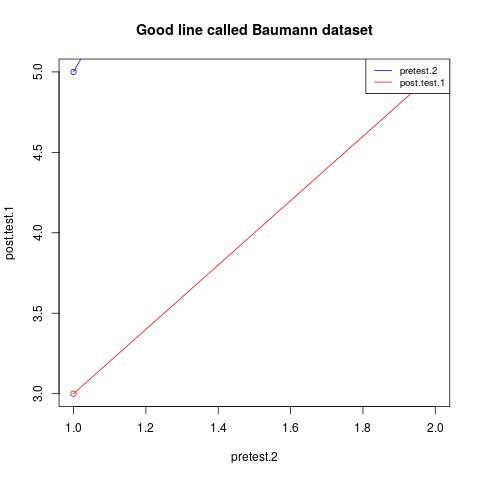 Good line called Baumann dataset
pretest.2
post.test.1
post.test.1
5.0
4.5
4.0
3.5
3.0
1.0 1.2 1.4 1.6 1.8 2.0
pretest.2